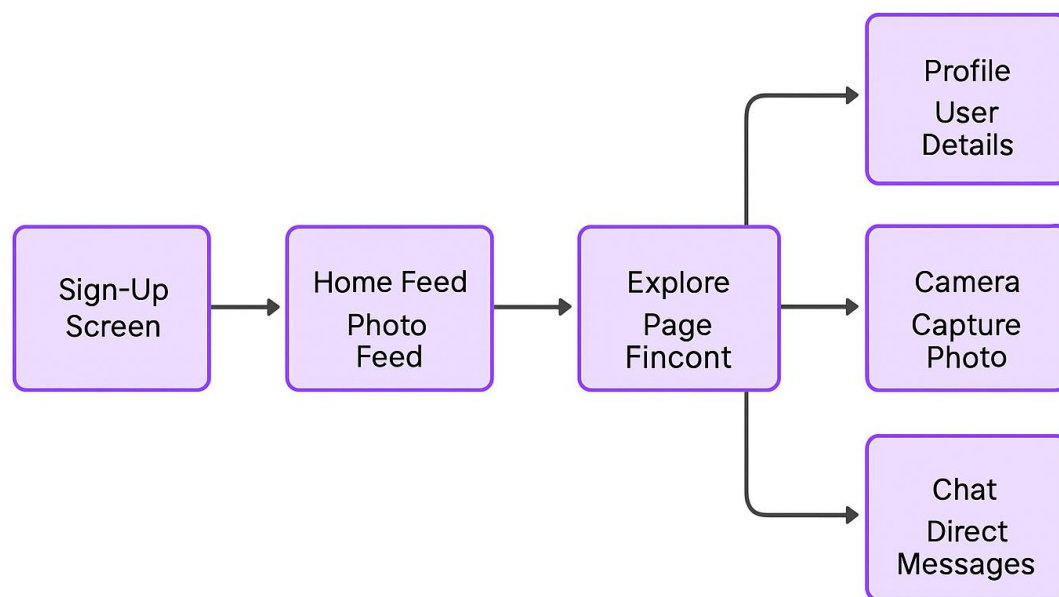 Sign-Up
Screen
Home Feed
Photo
Feed
Explore
Page
Fincont
Profile
User
Details
Camera
Capture
Photo
Chat
Direct
Messages